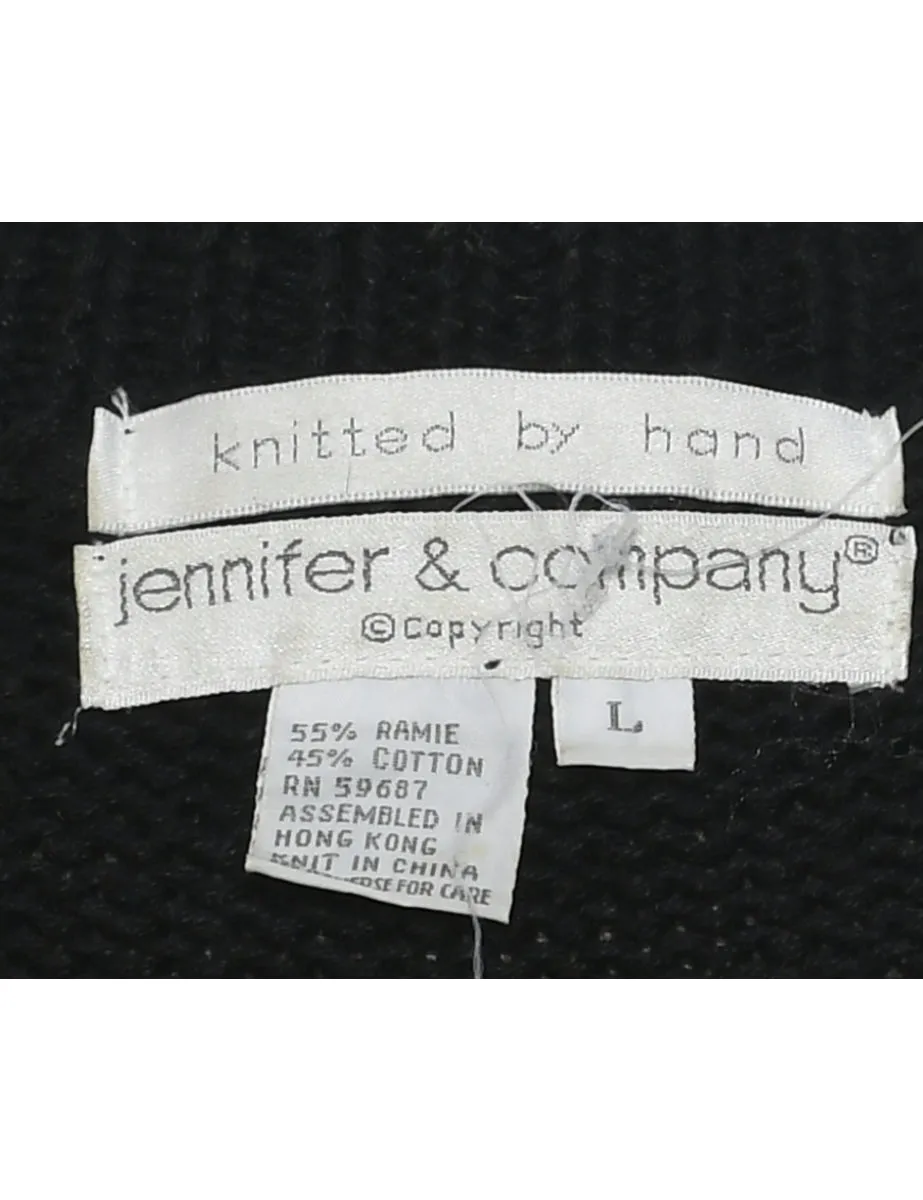 knitted by hand
jennifer & company®
©Copyright
55% RAMIE
45% COTTON
RN 59687
ASSEMBLED IN
HONG KONG
KNIT IN CHINA
FOR CARE
L